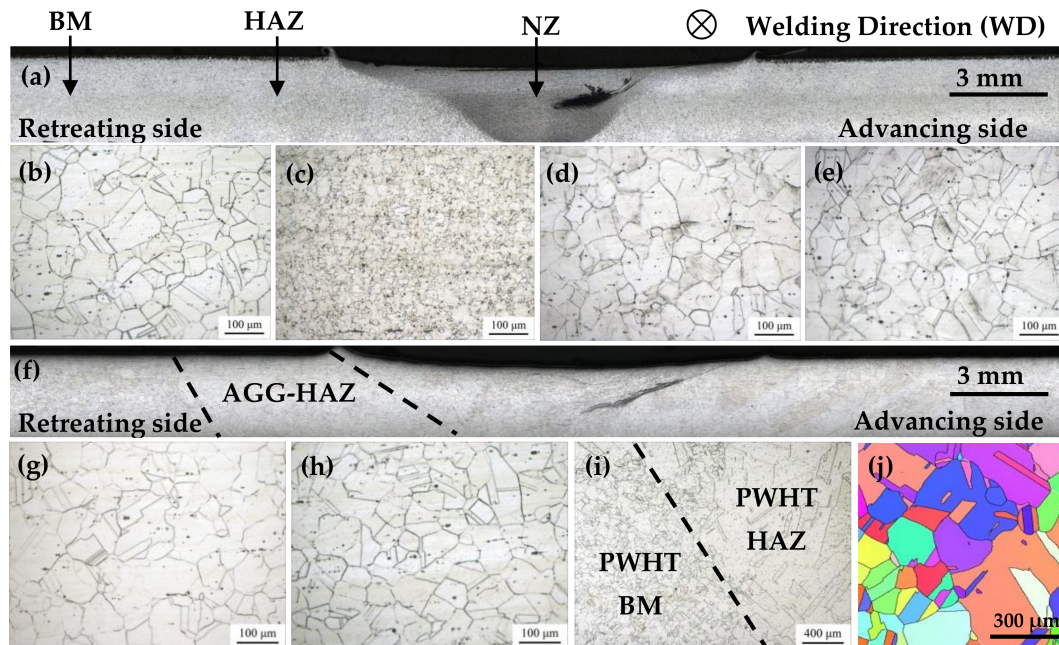 BM HAZ NZ Welding Direction (WD)
(a)
3 mm
Retreating side Advancing side
(b) (c) (d) (e)
100 μm 100 μm 100 μm 100 μm
(f)
AGG-HAZ
3 mm
Retreating side Advancing side
(g) (h) (i) (j)
PWHT
HAZ
PWHT
BM
100 μm 100 μm 400 μm 300 μm